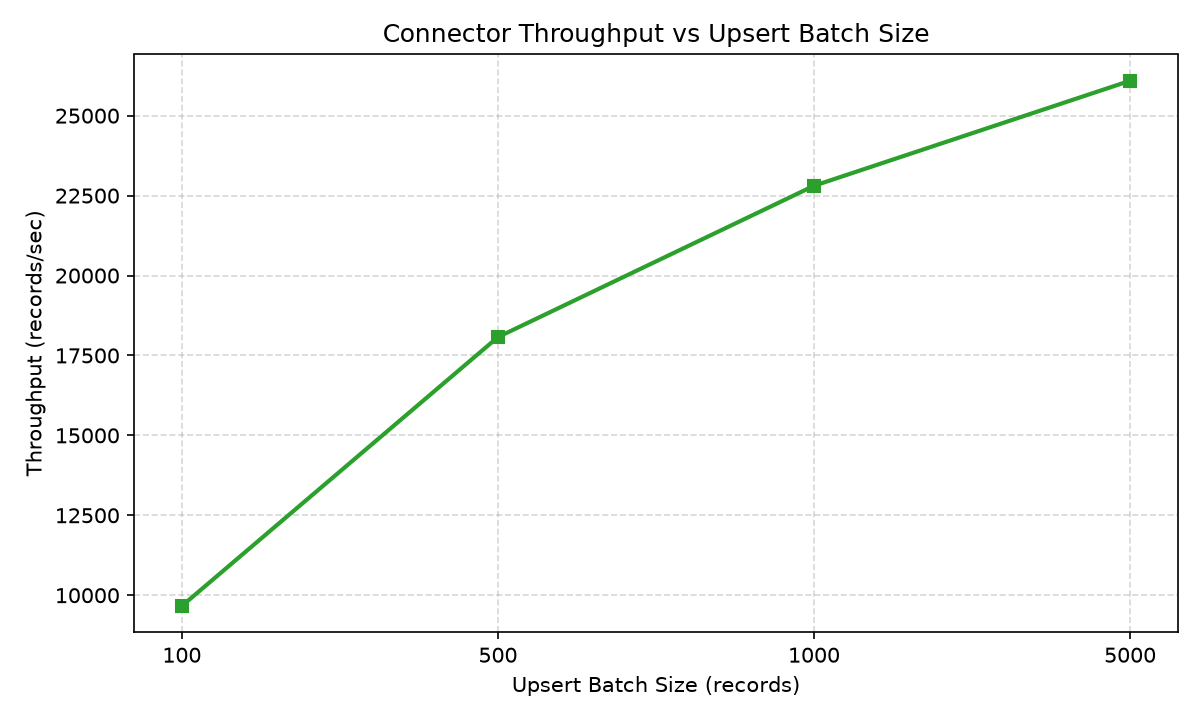 Connector Throughput vs Upsert Batch Size
Throughput (records/sec)
25000
22500
20000
17500
15000
12500
10000
100 500 1000 5000
Upsert Batch Size (records)